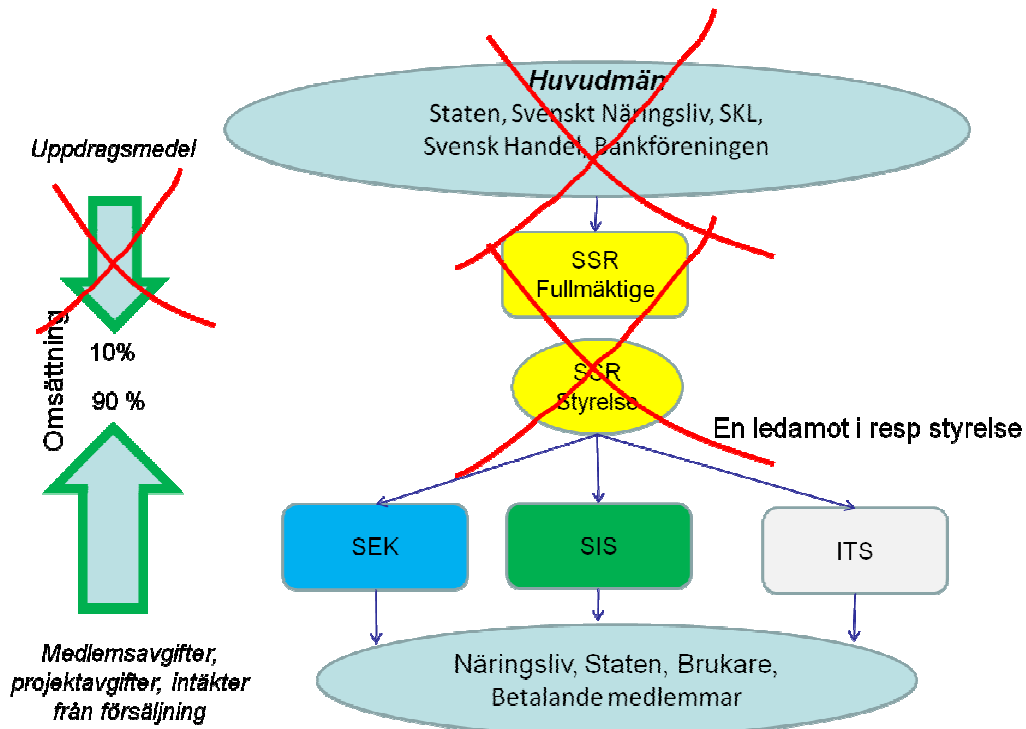 Huvudmän
Staten, Svenskt Näringsliv, SKL,
Svensk Handel, Bankföreningen
Uppdragsmedel
SSR
Fullmäktige
Omsättning
10%
90 %
SSR
Styrelse
En ledamot i resp styrelse
SEK
SIS
ITS
Medlemsavgifter,
projektavgifter, intäkter
från försäljning
Näringsliv, Staten, Brukare,
Betalande medlemmar